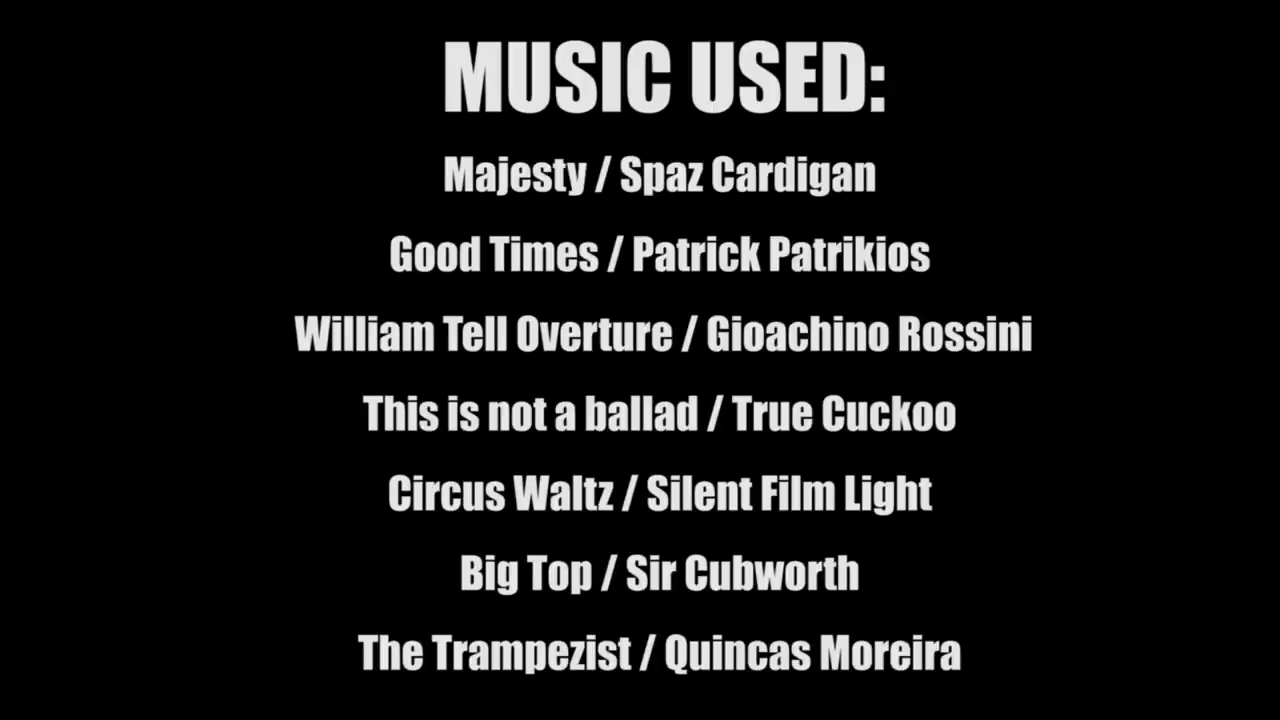 MUSIC USED:
Majesty / Spaz Cardigan
Good Times / Patrick Patrikios
William Tell Overture / Gioachino Rossini
This is not a ballad / True Cuckoo
Circus Waltz / Silent Film Light
Big Top / Sir Cubworth
The Trampezist / Quincas Moreira